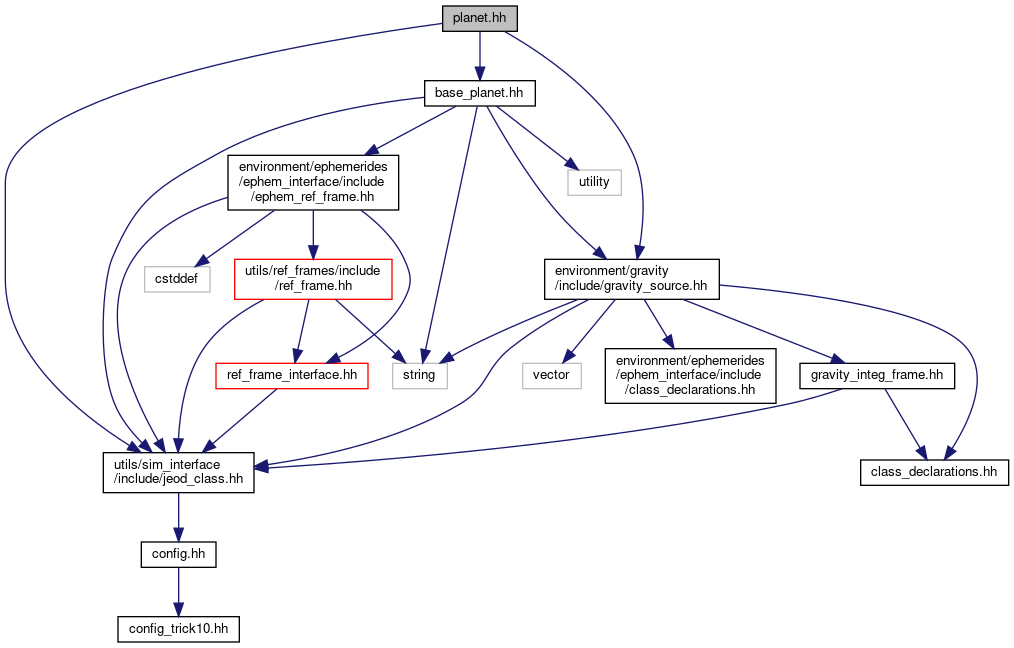 planet.hh
base_planet.hh
environment/ephemerides
/ephem_interface/include
/ephem_ref_frame.hh
utility
cstddef
utils/ref_frames/include
/ref_frame.hh
environment/gravity
/include/gravity_source.hh
ref_frame_interface.hh
string
vector
environment/ephemerides
/ephem_interface/include
/class_declarations.hh
gravity_integ_frame.hh
utils/sim_interface
/include/jeod_class.hh
class_declarations.hh
config.hh
config_trick10.hh